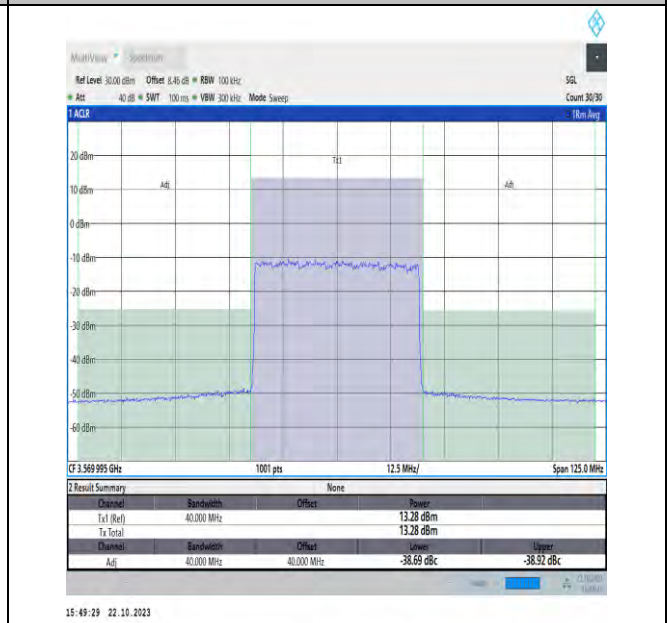 MultiView Spectrum
Ref Level 30.00 dBm Offset 8.46 dB RBW 100 kHz SGL
Att 40 dB SWT 100 ms VBW 300 kHz Mode Sweep Count 30/30
1 ACLR 1Rm Avg
Tx1
Adj Adj
20 dBm
10 dBm
0 dBm
-10 dBm
-20 dBm
-30 dBm
-40 dBm
-50 dBm
-60 dBm
CF 3.569 995 GHz 1001 pts 12.5 MHz/ Span 125.0 MHz
2 Result Summary None
Channel Bandwidth Offset Power
Tx1 (Ref) 40.000 MHz 13.28 dBm
Tx Total 13.28 dBm
Channel Bandwidth Offset Lower Upper
Adj 40.000 MHz 40.000 MHz -38.69 dBc -38.92 dBc
15:49:29 22.10.2023